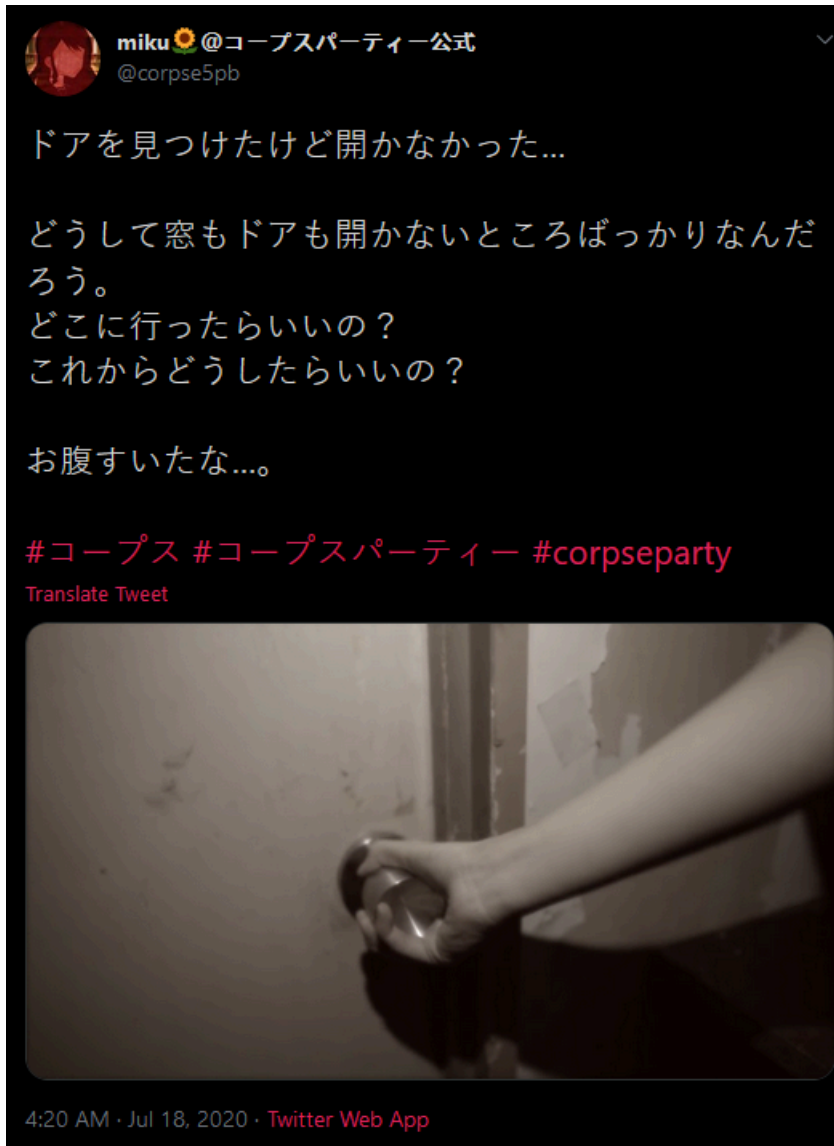 miku🌻@コープスパーティー公式
@corpse5pb
ドアを見つけたけど開かなかった...
どうして窓もドアも開かないところばっかりなんだ
ろう。
どこに行ったらいいの？
これからどうしたらいいの？
お腹すいたな...。
#コープス #コープスパーティー #corpseparty
Translate Tweet
4:20 AM · Jul 18, 2020 · Twitter Web App